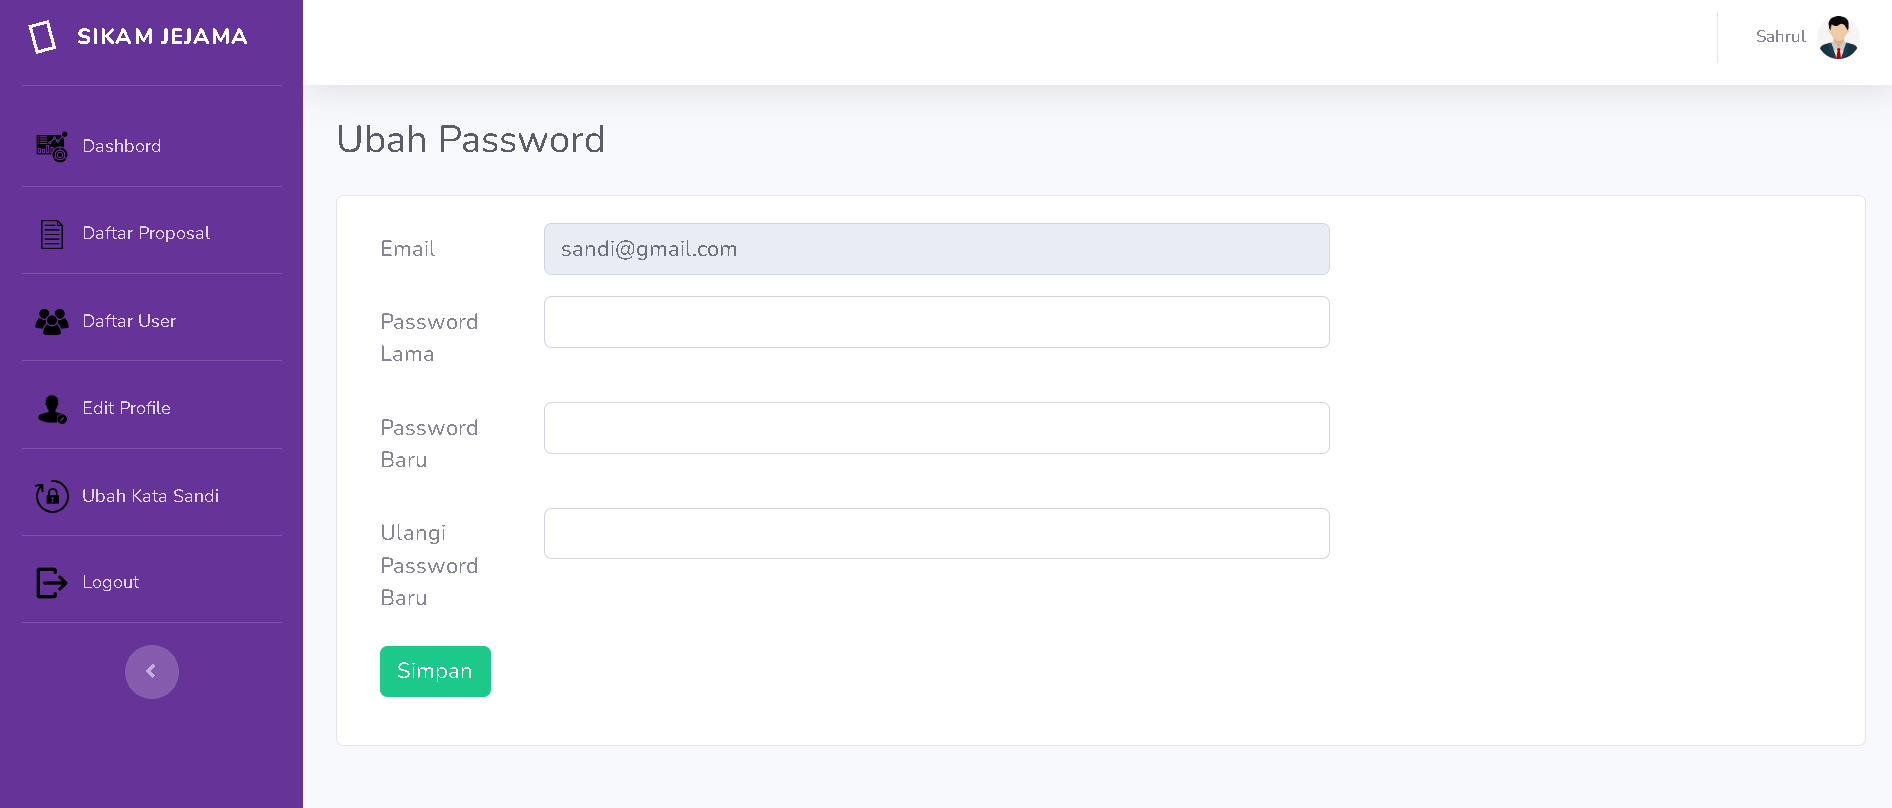 SIKAM JEJAMA
Sahrul
Dashbord
Daftar Proposal
Daftar User
Edit Profile
Ubah Kata Sandi
Logout
Ubah Password
Email
sandi@gmail.com
Password
Lama
Password
Baru
Ulangi
Password
Baru
Simpan